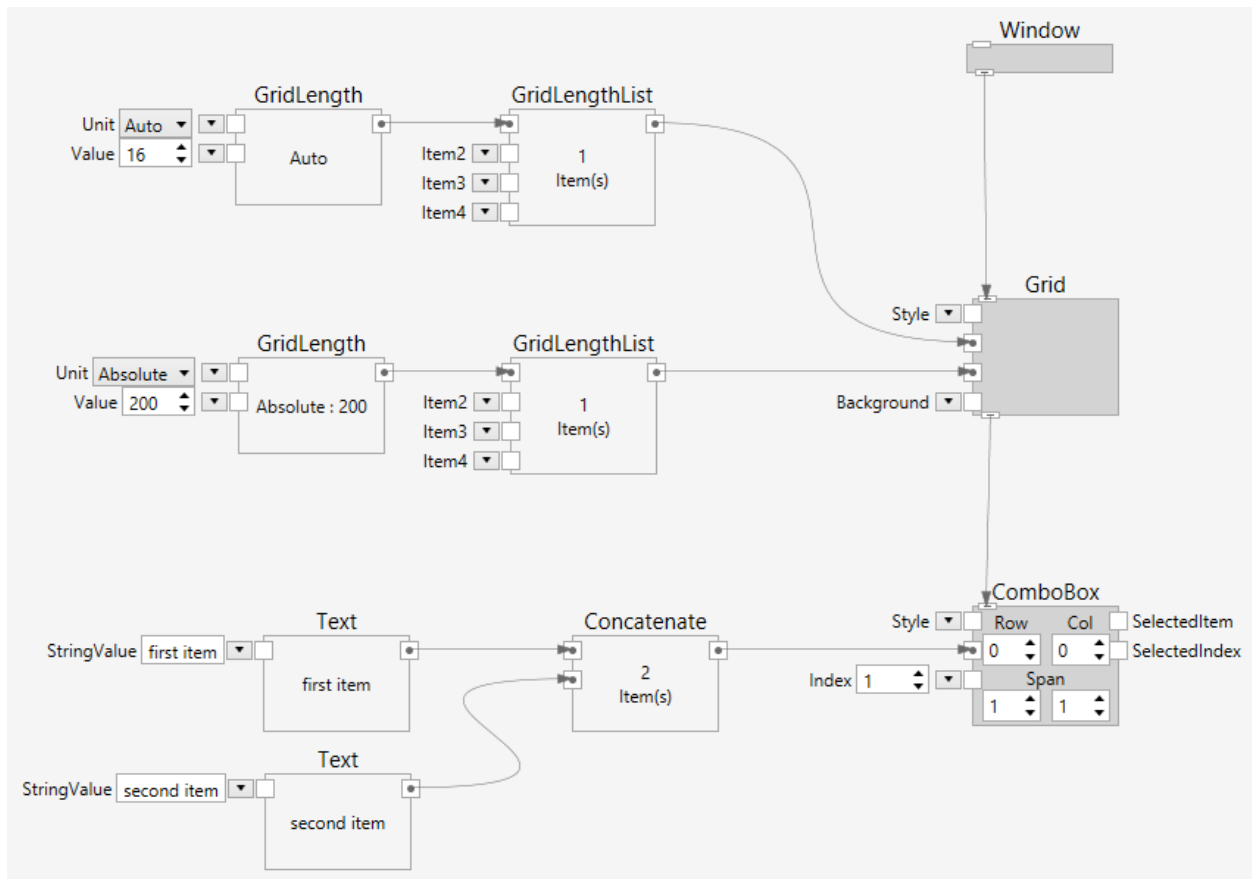 Window
GridLength
GridLengthList
Unit Auto
Value 16
Auto
1
Item(s)
Item2
Item3
Item4
Grid
Style
Background
GridLength
GridLengthList
Unit Absolute
Value 200
Absolute : 200
1
Item(s)
Item2
Item3
Item4
ComboBox
Style
Row Col
0 0
Span
1 1
SelectedItem
SelectedIndex
Index 1
Text
StringValue first item
first item
Concatenate
2
Item(s)
Text
StringValue second item
second item